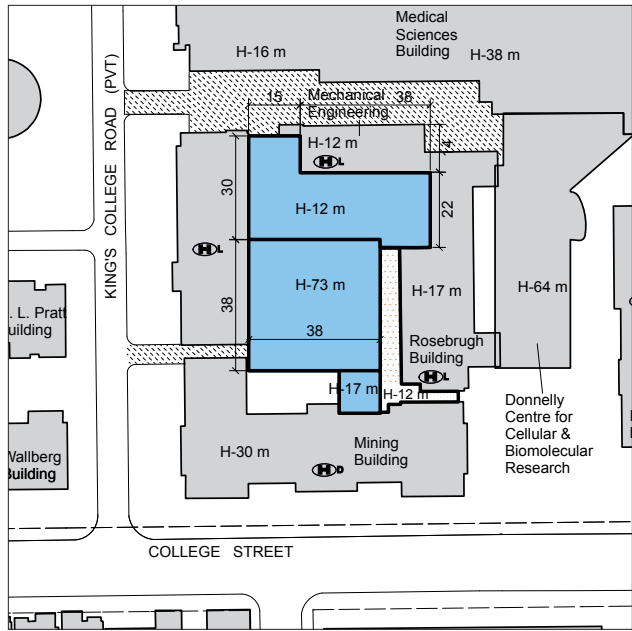 Medical
Sciences
Building
H-16 m
H-38 m
15
Mechanical
38
Engineering
H-12 m
H L
4
30
H-12 m
22
KING'S COLLEGE ROAD (PVT)
H L
H-73 m
H-17 m
H-64 m
38
38
L. Pratt
uilding
Rosebrugh
Building
H L
H-17 m
H-12 m
Donnelly
Centre for
Cellular &
Biomolecular
Research
Wallberg
Building
H-30 m
Mining
Building
H D
COLLEGE STREET